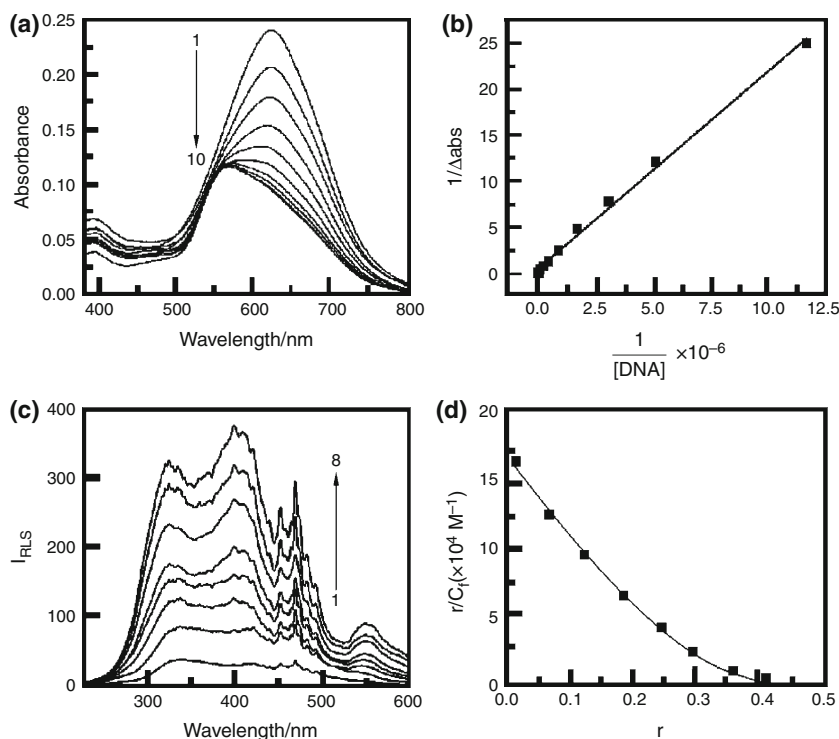 (a)
1
10
0.25
0.20
0.15
0.10
0.05
0.00
Absorbance
400 500 600 700 800
Wavelength/nm
(b)
25
20
15
10
5
0
1/Δabs
0.0 2.5 5.0 7.5 10.0 12.5
1
[DNA] ×10⁻⁶
(c)
8
1
400
300
200
100
0
I_RLS
300 400 500 600
Wavelength/nm
(d)
20
15
10
5
0
r/C_f(×10⁴ M⁻¹)
0.0 0.1 0.2 0.3 0.4 0.5
r